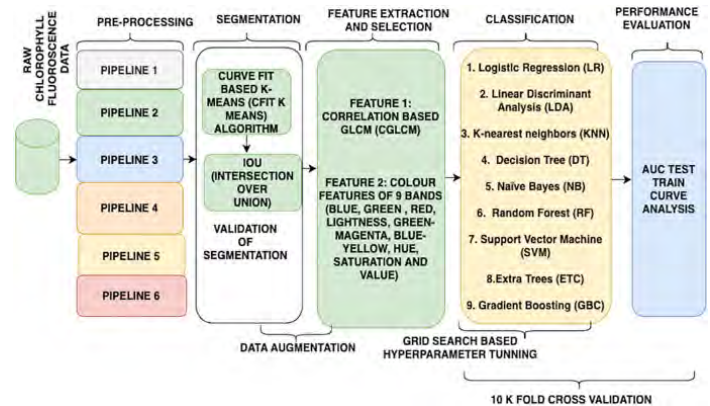 PRE-PROCESSING
SEGMENTATION
FEATURE EXTRACTION
AND SELECTION
CLASSIFICATION
PERFORMANCE
EVALUATION
RAW
CHLOROPHYLL
FLUORESCENCE
DATA
PIPELINE 1
PIPELINE 2
PIPELINE 3
PIPELINE 4
PIPELINE 5
PIPELINE 6
CURVE FIT
BASED K-
MEANS (CFIT K
MEANS)
ALGORITHM
IOU
(INTERSECTION
OVER
UNION)
VALIDATION
OF
SEGMENTATION
FEATURE 1:
CORRELATION BASED
GLCM (CGLCM)
FEATURE 2: COLOUR
FEATURES OF 9 BANDS
(BLUE, GREEN , RED,
LIGHTNESS, GREEN-
MAGENTA, BLUE-
YELLOW, HUE,
SATURATION AND
VALUE)
1. Logistic Regression (LR)
2. Linear Discriminant
Analysis (LDA)
3. K-nearest neighbors (KNN)
4. Decision Tree (DT)
5. Naïve Bayes (NB)
6. Random Forest (RF)
7. Support Vector Machine
(SVM)
8.Extra Trees (ETC)
9. Gradient Boosting (GBC)
AUC TEST
TRAIN
CURVE
ANALYSIS
DATA AUGMENTATION
GRID SEARCH BASED
HYPERPARAMETER TUNNING
10 K FOLD CROSS VALIDATION